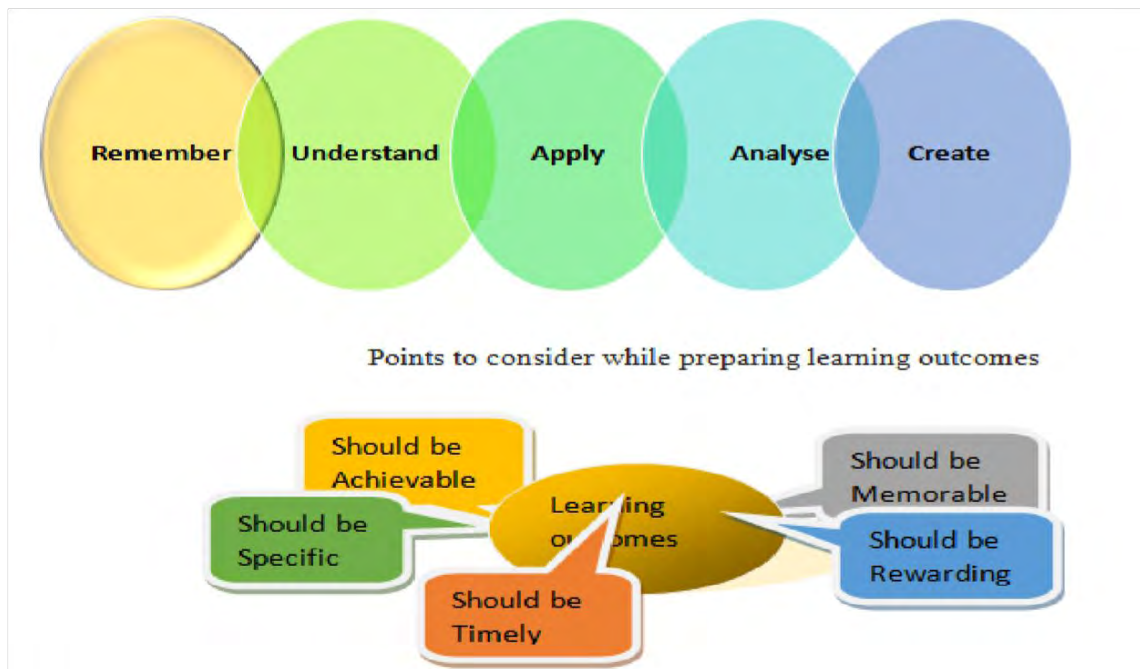 Remember
Understand
Apply
Analyse
Create
Points to consider while preparing learning outcomes
Should be
Achievable
Should be
Specific
Learning
outcomes
Should be
Timely
Should be
Memorable
Should be
Rewarding